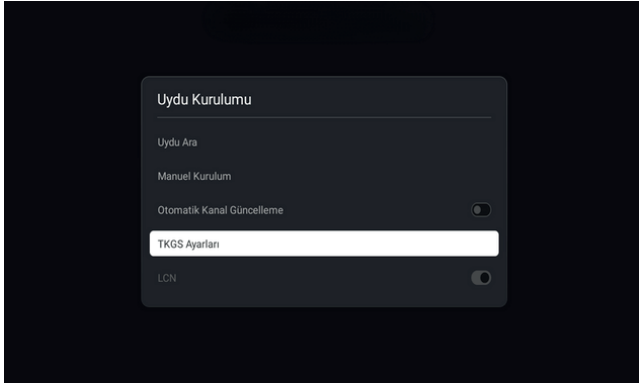 Uydu Kurulumu
Uydu Ara
Manuel Kurulum
Otomatik Kanal Güncelleme
TKGS Ayarları
LCN